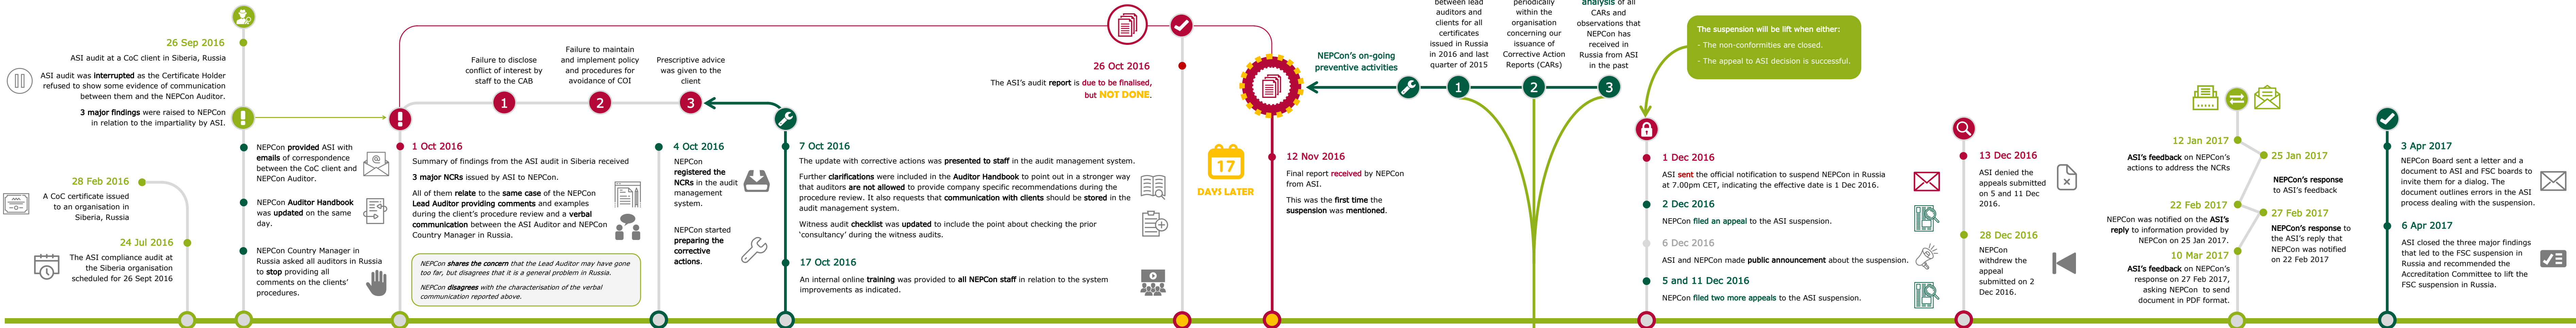 26 Sep 2016
ASI audit at a CoC client in Siberia, Russia
ASI audit was interrupted as the Certificate Holder
refused to show some evidence of communication
between them and the NEPCon Auditor.
3 major findings were raised to NEPCon
in relation to the impartiality by ASI.
28 Feb 2016
A CoC certificate issued
to an organisation in
Siberia, Russia
24 Jul 2016
The ASI compliance audit at
the Siberia organisation
scheduled for 26 Sept 2016
NEPCon provided ASI with
emails of correspondence
between the CoC client and
NEPCon Auditor.
NEPCon Auditor Handbook
was updated on the same
day.
NEPCon Country Manager in
Russia asked all auditors in Russia
to stop providing all
comments on the clients'
procedures.
Failure to disclose
conflict of interest by
staff to the CAB
1
Failure to maintain
and implement policy
and procedures for
avoidance of COI
2
Prescriptive advice
was given to the
client
3
1 Oct 2016
Summary of findings from the ASI audit in Siberia received
3 major NCRs issued by ASI to NEPCon.
All of them relate to the same case of the NEPCon
Lead Auditor providing comments and examples
during the client's procedure review and a verbal
communication between the ASI Auditor and NEPCon
Country Manager in Russia.
NEPCon shares the concern that the Lead Auditor may have gone
too far, but disagrees that it is a general problem in Russia.
NEPCon disagrees with the characterisation of the verbal
communication reported above.
4 Oct 2016
NEPCon
registered the
NCRs in the audit
management
system.
NEPCon started
preparing the
corrective
actions.
7 Oct 2016
The update with corrective actions was presented to staff in the audit management system.
Further clarifications were included in the Auditor Handbook to point out in a stronger way
that auditors are not allowed to provide company specific recommendations during the
procedure review. It also requests that communication with clients should be stored in the
audit management system.
Witness audit checklist was updated to include the point about checking the prior
'consultancy' during the witness audits.
17 Oct 2016
An internal online training was provided to all NEPCon staff in relation to the system
improvements as indicated.
26 Oct 2016
The ASI's audit report is due to be finalised,
but NOT DONE.
17
DAYS LATER
12 Nov 2016
Final report received by NEPCon
from ASI.
This was the first time the
suspension was mentioned.
NEPCon's on-going
preventive activities
between lead
auditors and
clients for all
certificates
issued in Russia
in 2016 and last
quarter of 2015
1
periodically
within the
organisation
concerning our
issuance of
Corrective Action
Reports (CARs)
2
analysis of all
CARs and
observations that
NEPCon has
received in
Russia from ASI
in the past
3
The suspension will be lift when either:
- The non-conformities are closed.
- The appeal to ASI decision is successful.
1 Dec 2016
ASI sent the official notification to suspend NEPCon in Russia
at 7.00pm CET, indicating the effective date is 1 Dec 2016.
2 Dec 2016
NEPCon filed an appeal to the ASI suspension.
6 Dec 2016
ASI and NEPCon made public announcement about the suspension.
5 and 11 Dec 2016
NEPCon filed two more appeals to the ASI suspension.
13 Dec 2016
ASI denied the
appeals submitted
on 5 and 11 Dec
2016.
28 Dec 2016
NEPCon
withdrew the
appeal
submitted on 2
Dec 2016.
12 Jan 2017
ASI's feedback on NEPCon's
actions to address the NCRs
25 Jan 2017
NEPCon's response
to ASI's feedback
22 Feb 2017
NEPCon was notified on the ASI's
reply to information provided by
NEPCon on 25 Jan 2017.
27 Feb 2017
NEPCon's response to
the ASI's reply that
NEPCon was notified
on 22 Feb 2017
10 Mar 2017
ASI's feedback on NEPCon's
response on 27 Feb 2017,
asking NEPCon to send
document in PDF format.
3 Apr 2017
NEPCon Board sent a letter and a
document to ASI and FSC boards to
invite them for a dialog. The
document outlines errors in the ASI
process dealing with the suspension.
6 Apr 2017
ASI closed the three major findings
that led to the FSC suspension in
Russia and recommended the
Accreditation Committee to lift the
FSC suspension in Russia.